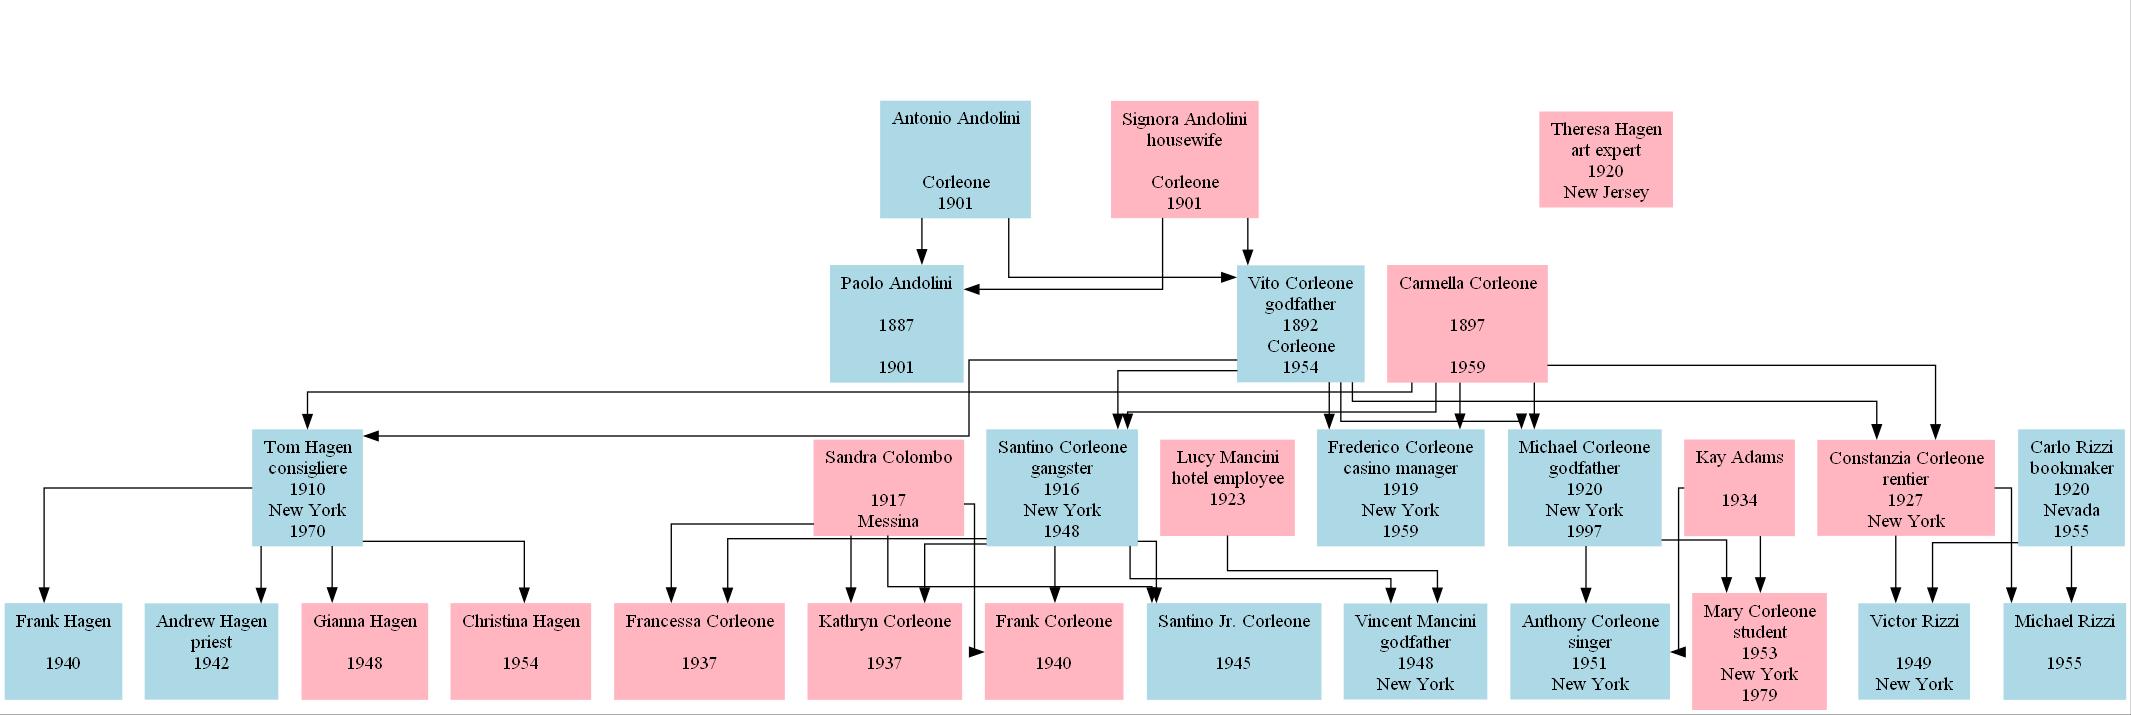 Antonio Andolini
Corleone
1901
Signora Andolini
housewife
Corleone
1901
Theresa Hagen
art expert
1920
New Jersey
Paolo Andolini
1887
1901
Vito Corleone
godfather
1892
Corleone
1954
Carmella Corleone
1897
1959
Tom Hagen
consigliere
1910
New York
1970
Sandra Colombo
1917
Messina
Santino Corleone
gangster
1916
New York
1948
Lucy Mancini
hotel employee
1923
Frederico Corleone
casino manager
1919
New York
1959
Michael Corleone
godfather
1920
New York
1997
Kay Adams
1934
Constanzia Corleone
rentier
1927
New York
Carlo Rizzi
bookmaker
1920
Nevada
1955
Frank Hagen
1940
Andrew Hagen
priest
1942
Gianna Hagen
1948
Christina Hagen
1954
Francessa Corleone
1937
Kathryn Corleone
1937
Frank Corleone
1940
Santino Jr. Corleone
1945
Vincent Mancini
godfather
1948
New York
Anthony Corleone
singer
1951
New York
Mary Corleone
student
1953
New York
1979
Victor Rizzi
1949
New York
Michael Rizzi
1955